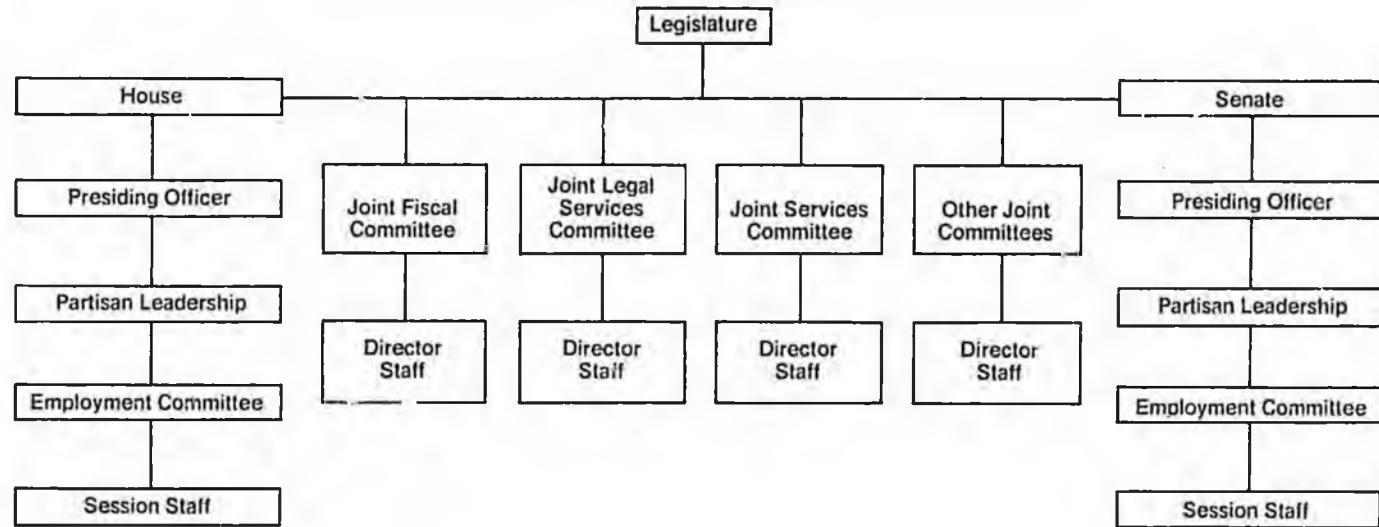 Legislature
House
Senate
Presiding Officer
Joint Fiscal
Committee
Joint Legal
Services
Committee
Joint Services
Committee
Other Joint
Committees
Presiding Officer
Partisan Leadership
Director
Staff
Director
Staff
Director
Staff
Director
Staff
Partisan Leadership
Employment Committee
Employment Committee
Session Staff
Session Staff